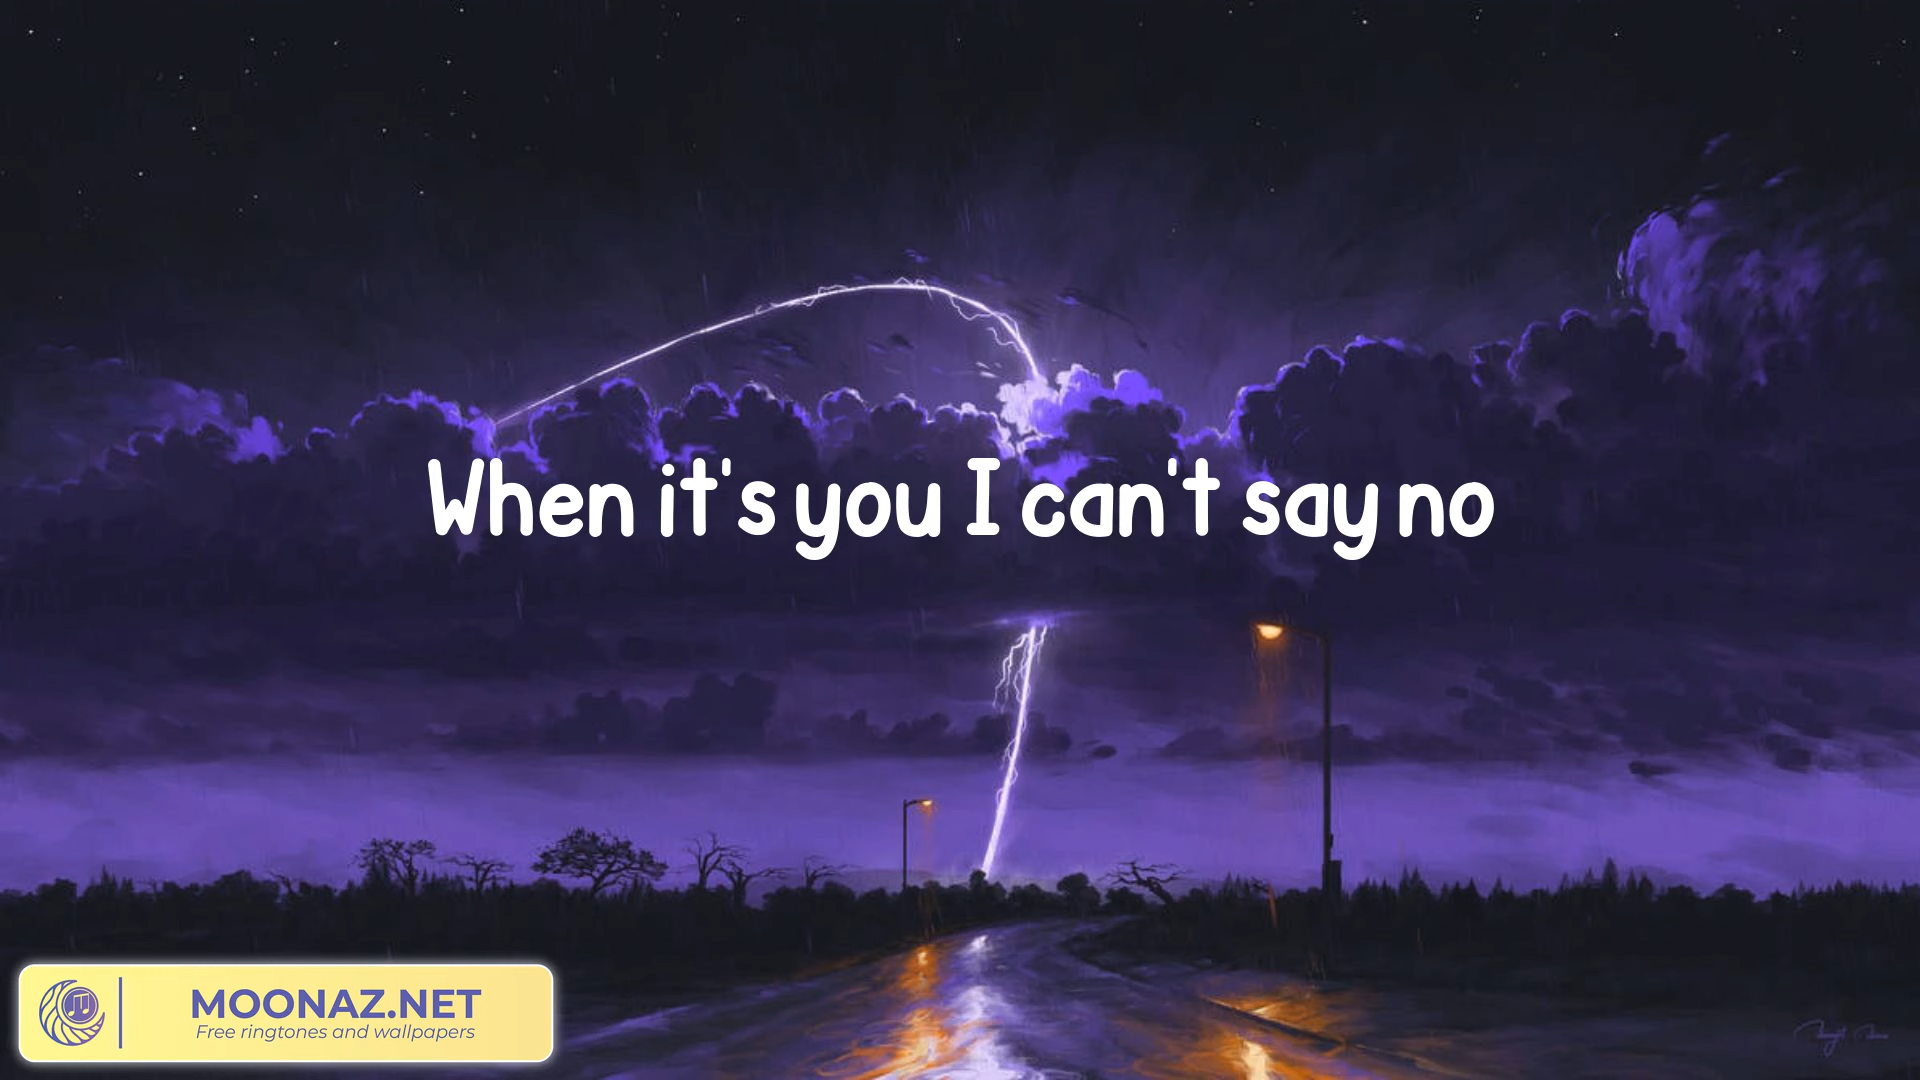 When it's you I can't say no
MOONAZ.NET
Free ringtones and wallpapers